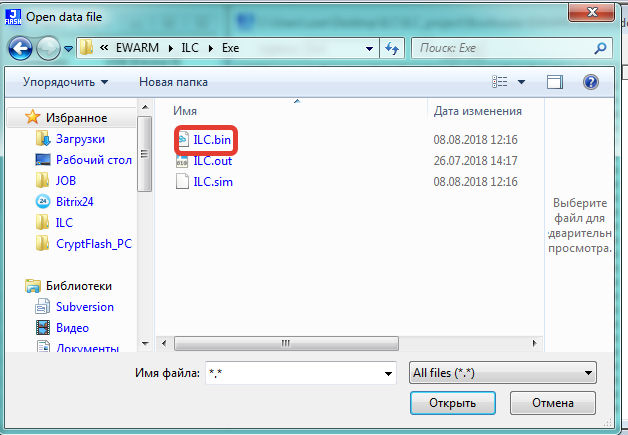 J
FLASH
Open data file
EWARM
ILC
Exe
Поиск: Exe
Упорядочить
Новая папка
Избранное
Загрузки
Рабочий стол
JOB
Bitrix24
ILC
CryptFlash_PC
Библиотеки
Subversion
Видео
Документы
Имя
Дата изменения
ILC.bin
08.08.2018 12:16
ILC.out
26.07.2018 14:17
ILC.sim
08.08.2018 12:16
Выберите
файл для
едварительн
просмотра.
Имя файла:
*.*
All files (*.*)
Открыть
Отмена